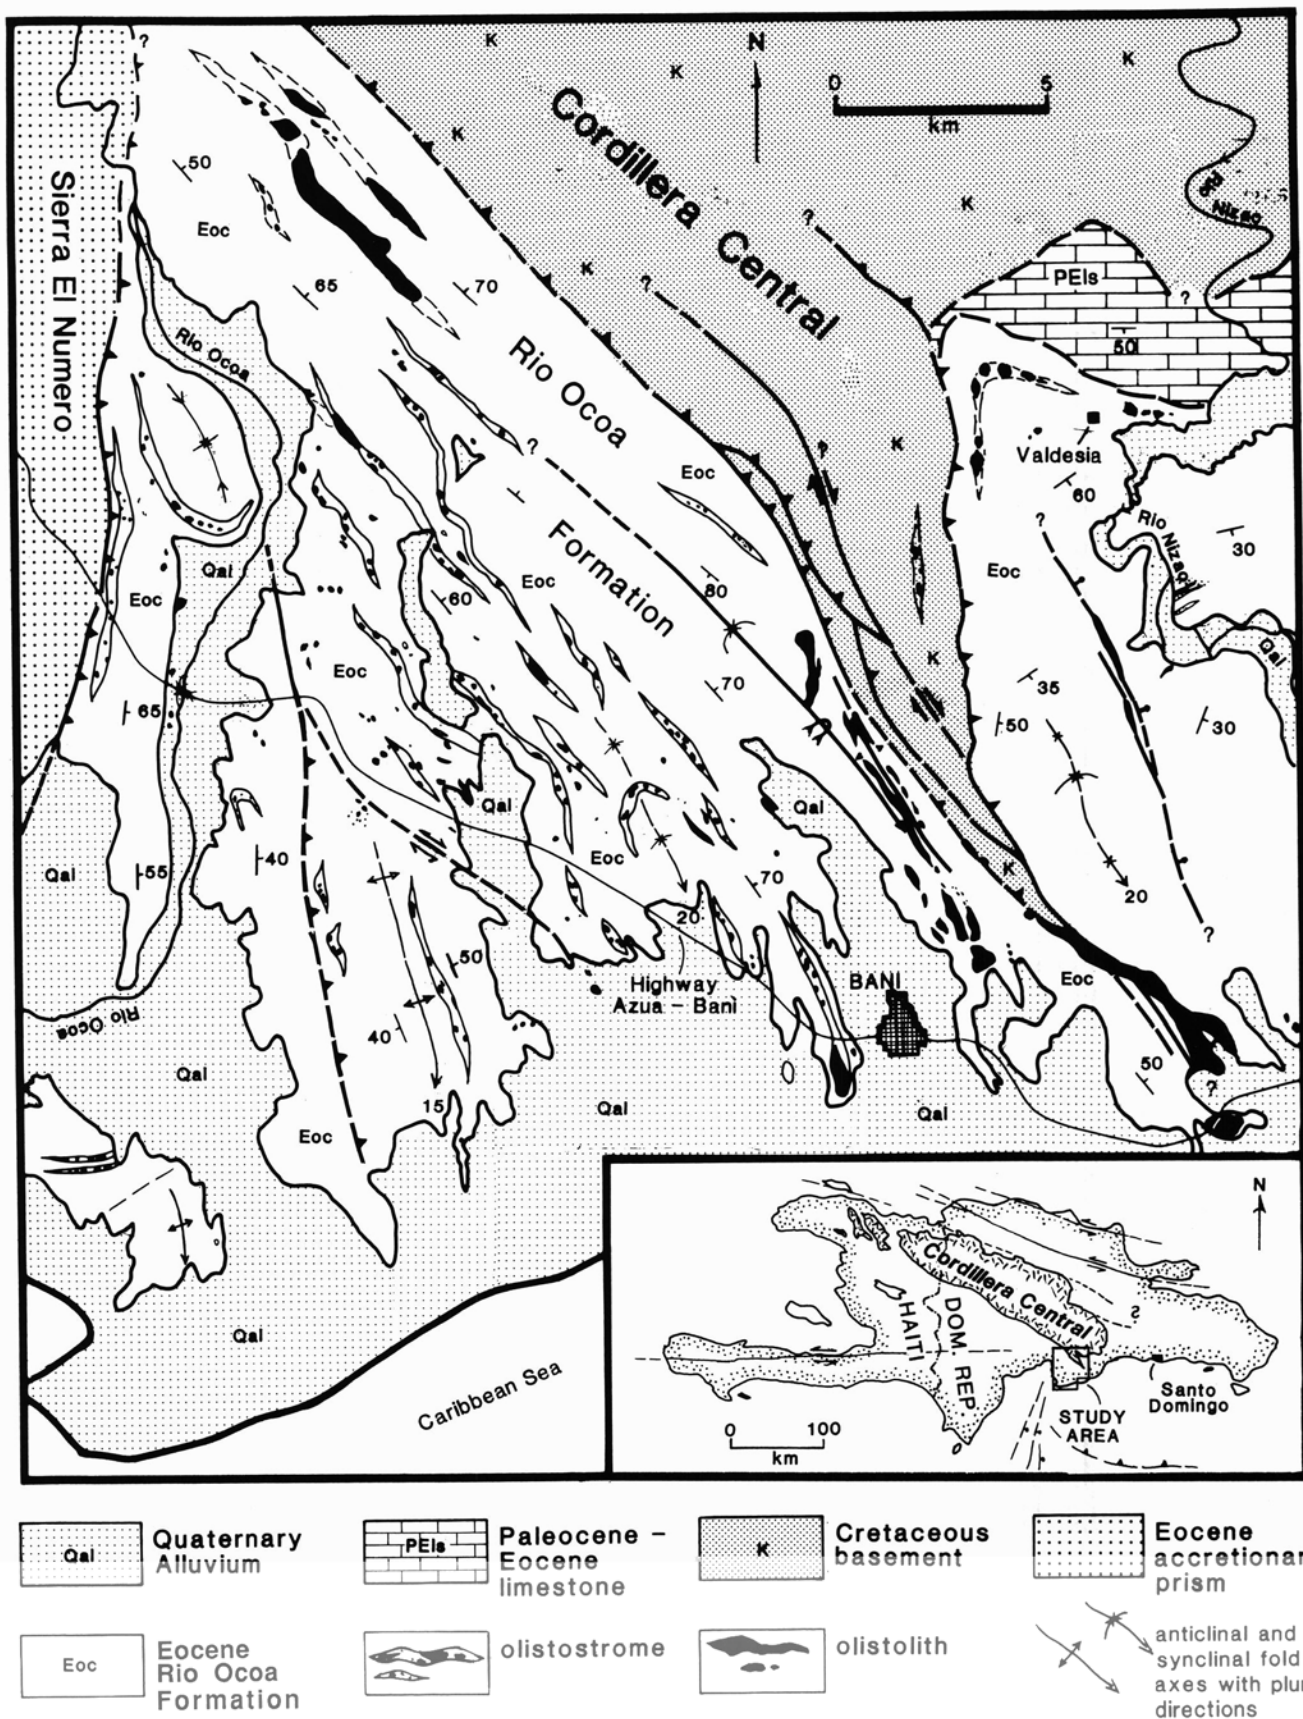 ?
K
N
K
K
0 5
km
K
Cordillera Central
50
Sierra El Numero
Eoc
K
?
Rio Nizao
K
?
PEls
?
65
70
50
Rio Ocoa
Rio Ocoa
Formation
?
K
?
Eoc
Valdesia
60
?
Rio Nizao
30
Qal
Eoc
Eoc
60
80
Eoc
Eoc
K
Qal
65
70
35
50
30
Qal
Qal
Qal
55
40
Eoc
70
K
20
20
?
50
Highway
Azua – Bani
BANI
Eoc
Rio Ocoa
40
Qal
15
Qal
Qal
50
?
Eoc
Qal
Caribbean Sea
N
Cordillera Central
?
HAITI
DOM. REP
STUDY
AREA
Santo
Domingo
0 100
km
Qal
Quaternary
Alluvium
PEls
Paleocene –
Eocene
limestone
K
Cretaceous
basement
Eocene
accretionar
prism
Eoc
Eocene
Rio Ocoa
Formation
olistostrome
olistolith
anticlinal and
synclinal fold
axes with plu
directions